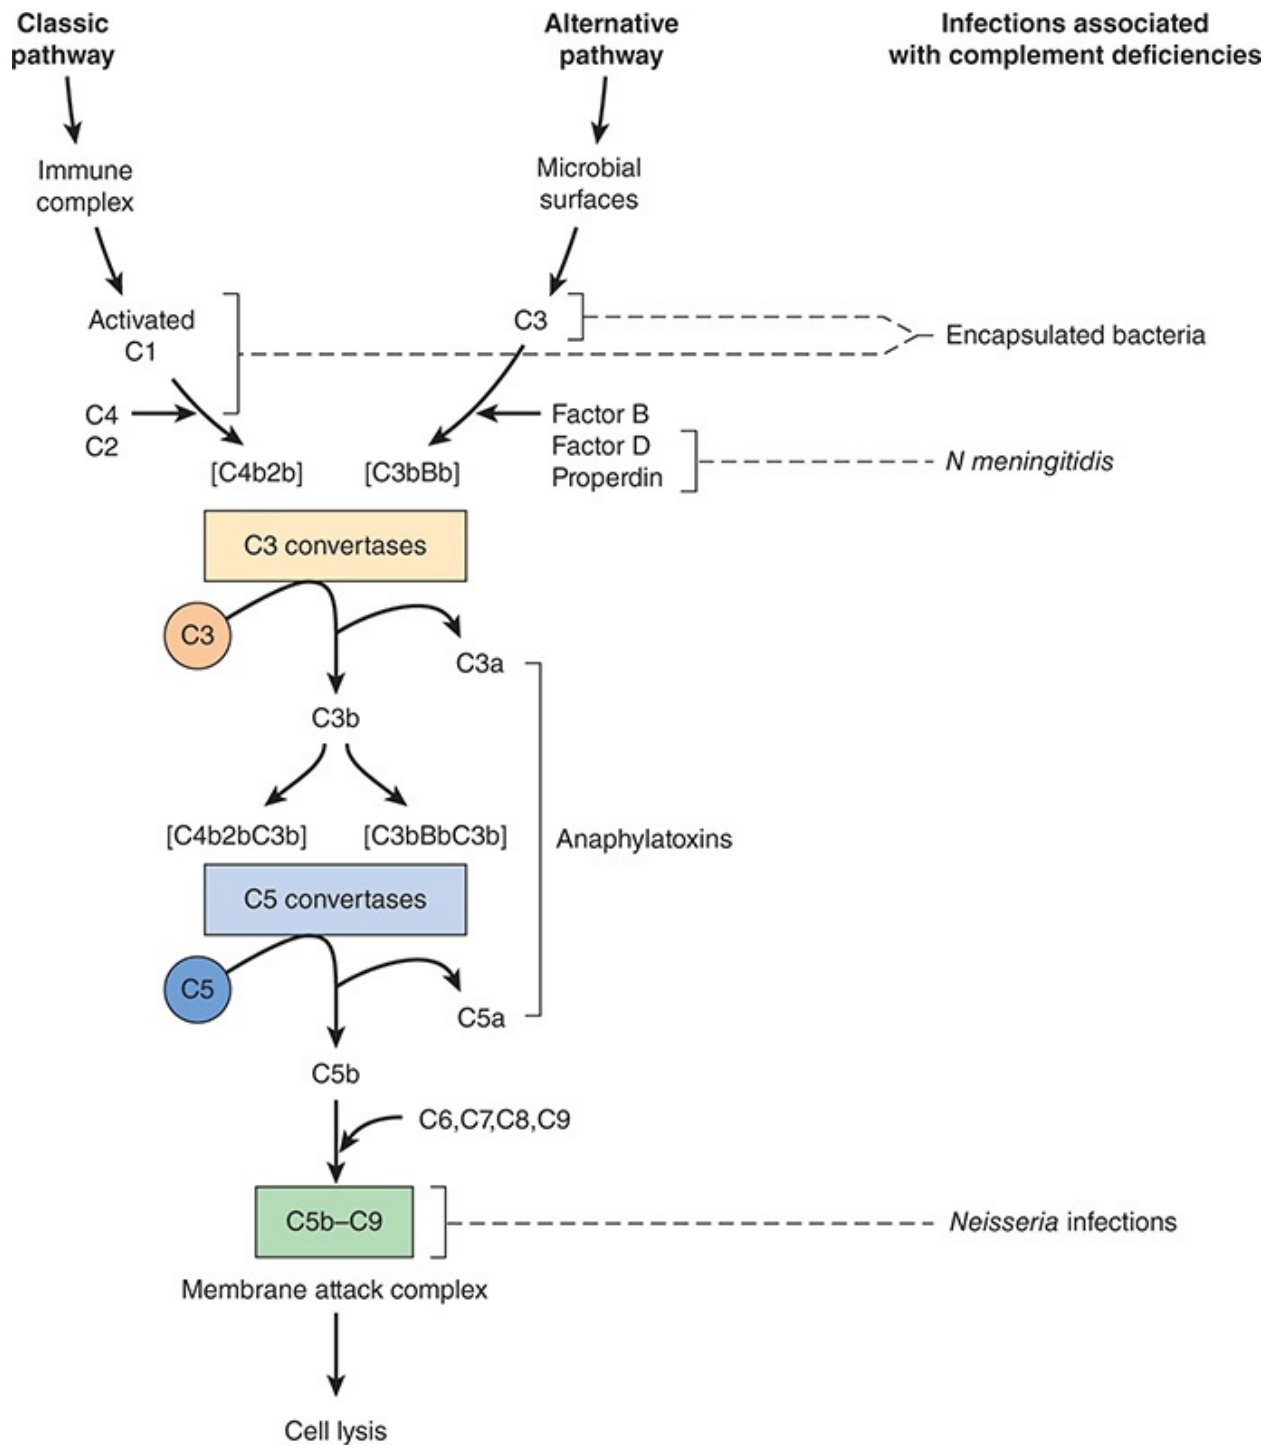 Classic
pathway
Alternative
pathway
Infections associated
with complement deficiencies
Immune
complex
Microbial
surfaces
Activated
C1
C3
Encapsulated bacteria
C4
C2
Factor B
Factor D
Properdin
N meningitidis
[C4b2b]
[C3bBb]
C3 convertases
C3
C3a
C3b
[C4b2bC3b]
[C3bBbC3b]
Anaphylatoxins
C5 convertases
C5
C5a
C5b
C6,C7,C8,C9
C5b–C9
Neisseria infections
Membrane attack complex
Cell lysis